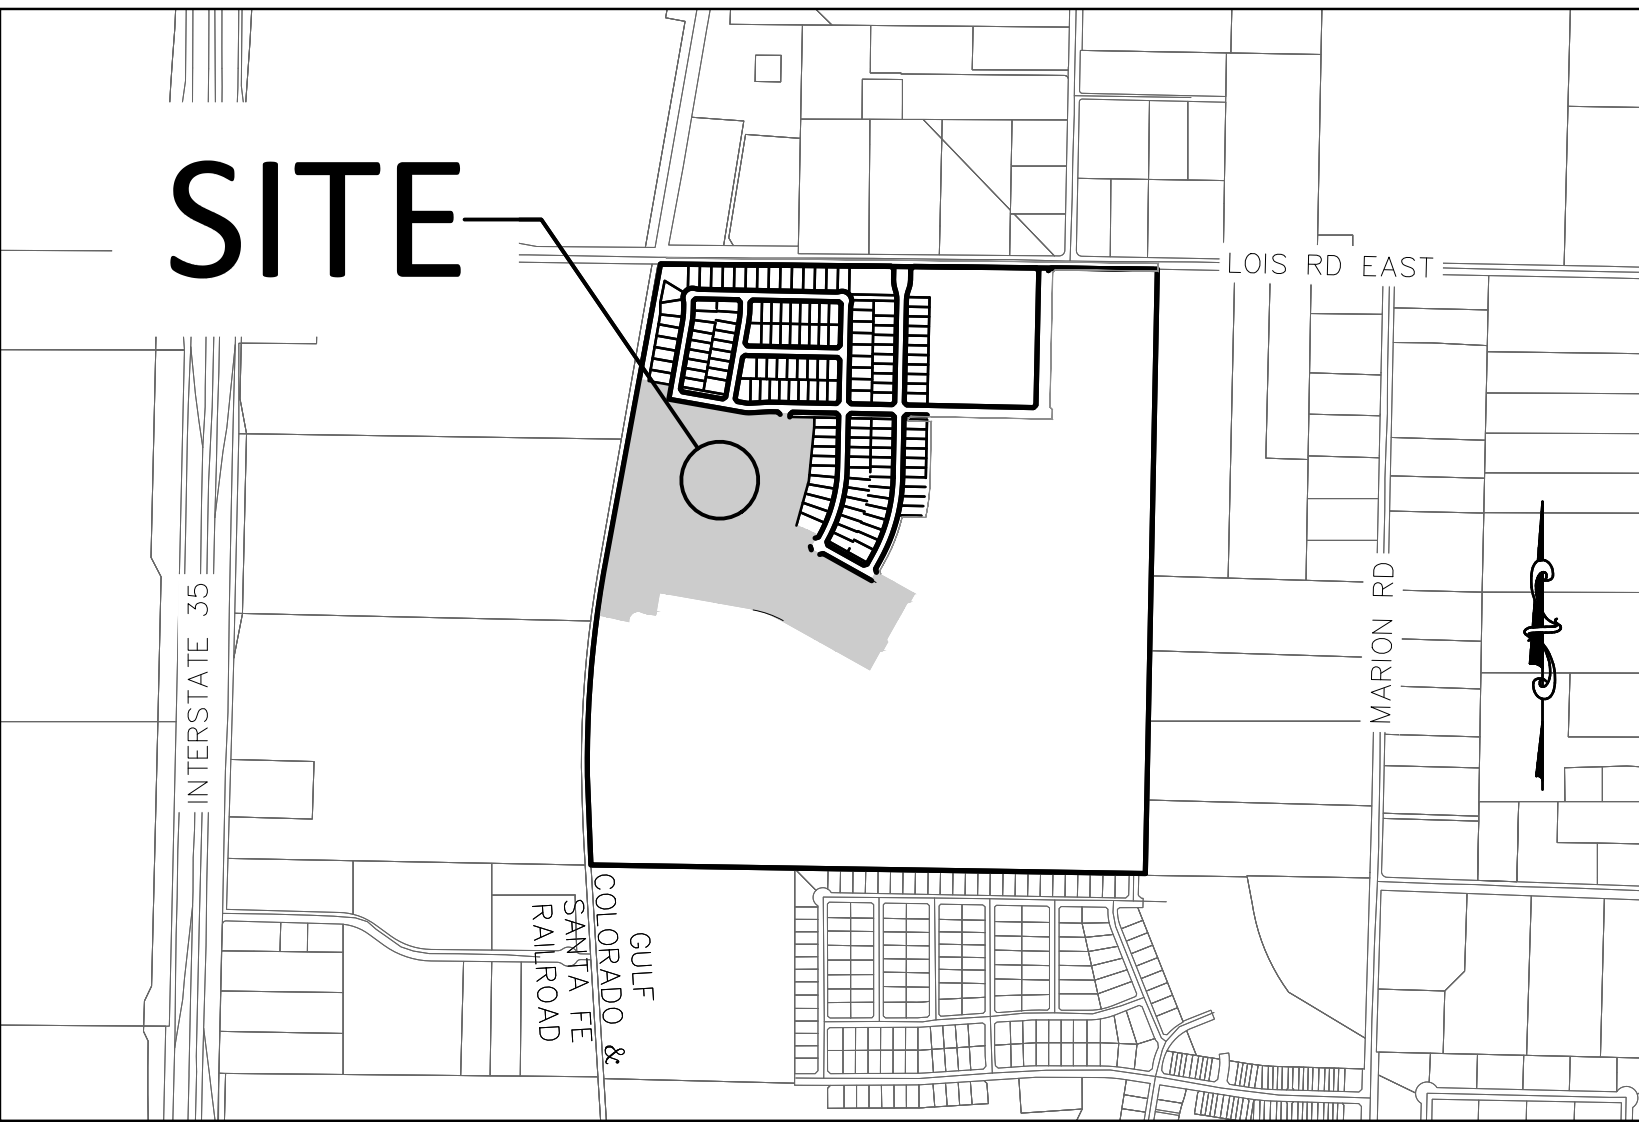 SITE
LOIS RD EAST
INTERSTATE 35
MARION RD
GULF
COLORADO &
SANTA FE
RAILROAD